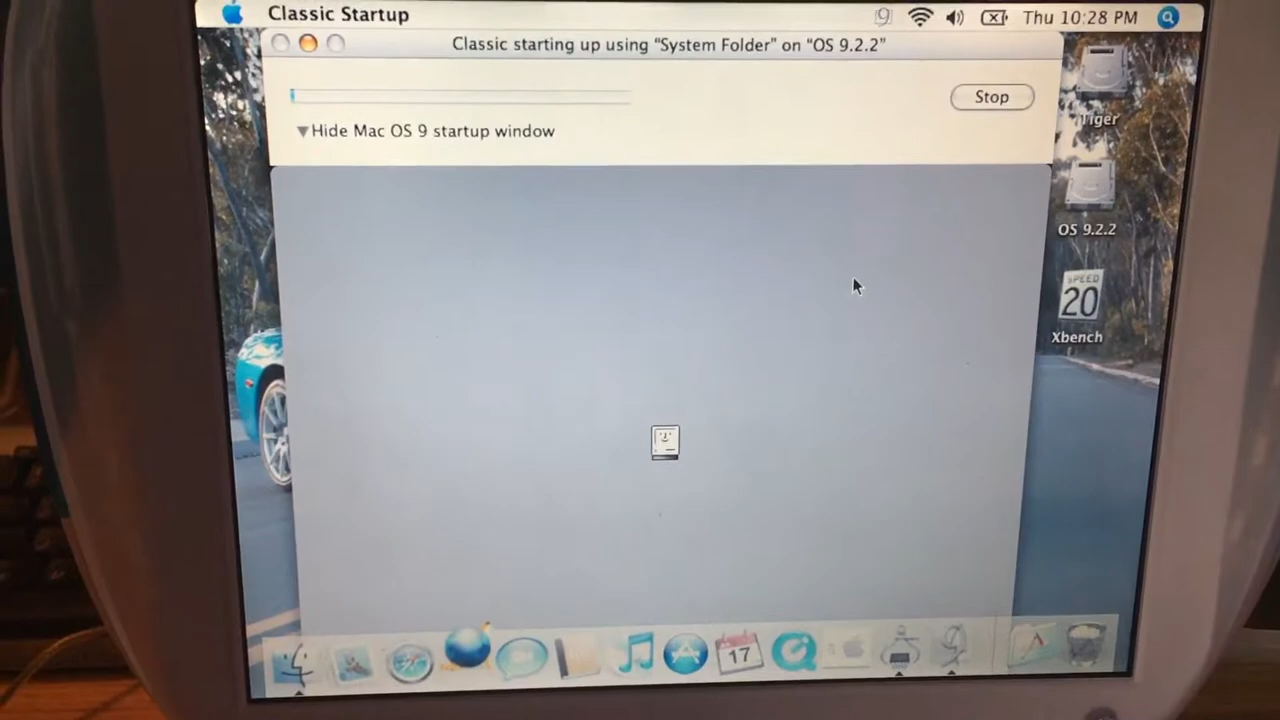 Classic Startup
9
Thu 10:28 PM
Classic starting up using “System Folder” on “OS 9.2.2”
Stop
Hide Mac OS 9 startup window
Tiger
OS 9.2.2
SPEED
20
Xbench
17